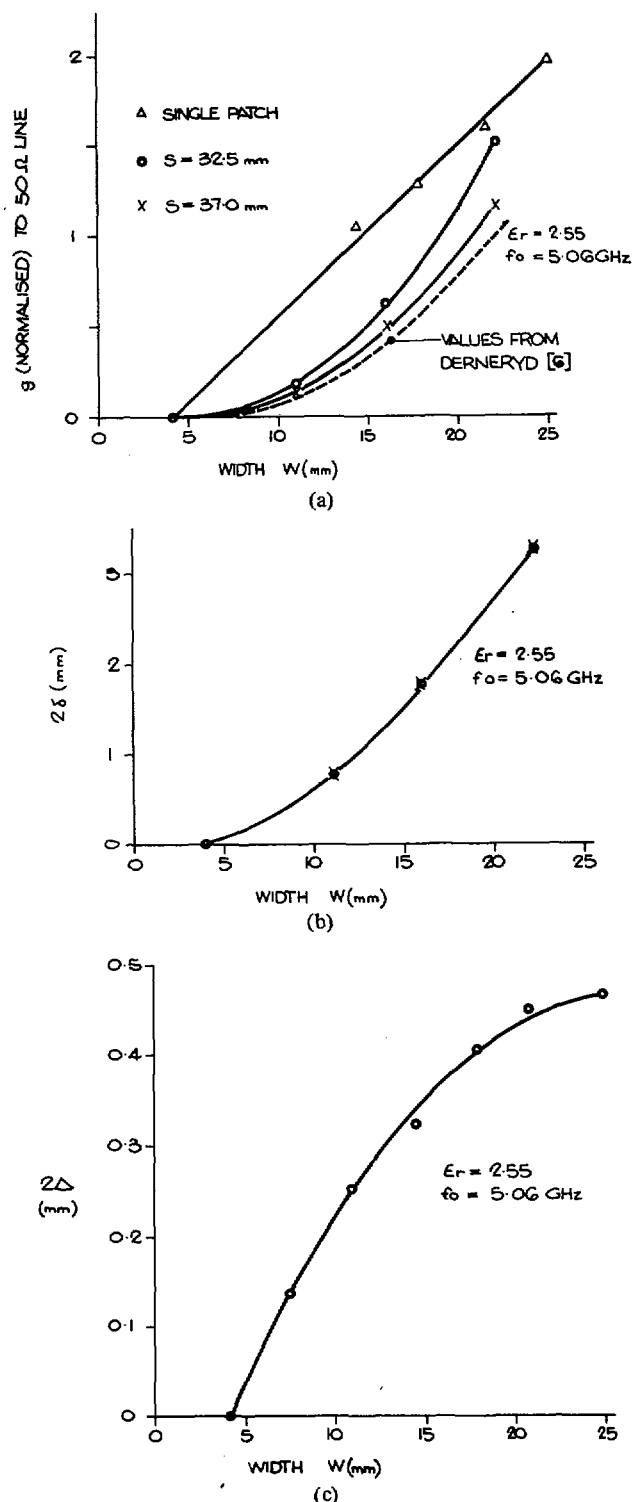 2
△ SINGLE PATCH
o S = 32·5 mm
x S = 37·0 mm
1
εr = 2·55
fo = 5·06GHz
VALUES FROM
DERNERYD [6]
g (NORMALISED) TO 50Ω LINE
0
0 5 10 15 20 25
WIDTH W(mm)
(a)
3
2
1
0
2δ (mm)
εr = 2·55
fo = 5·06 GHz
0 5 10 15 20 25
WIDTH W(mm)
(b)
0·5
0·4
0·3
2Δ
(mm)
0·2
0·1
0
εr = 2·55
fo = 5·06 GHz
0 5 10 15 20 25
WIDTH W(mm)
(c)